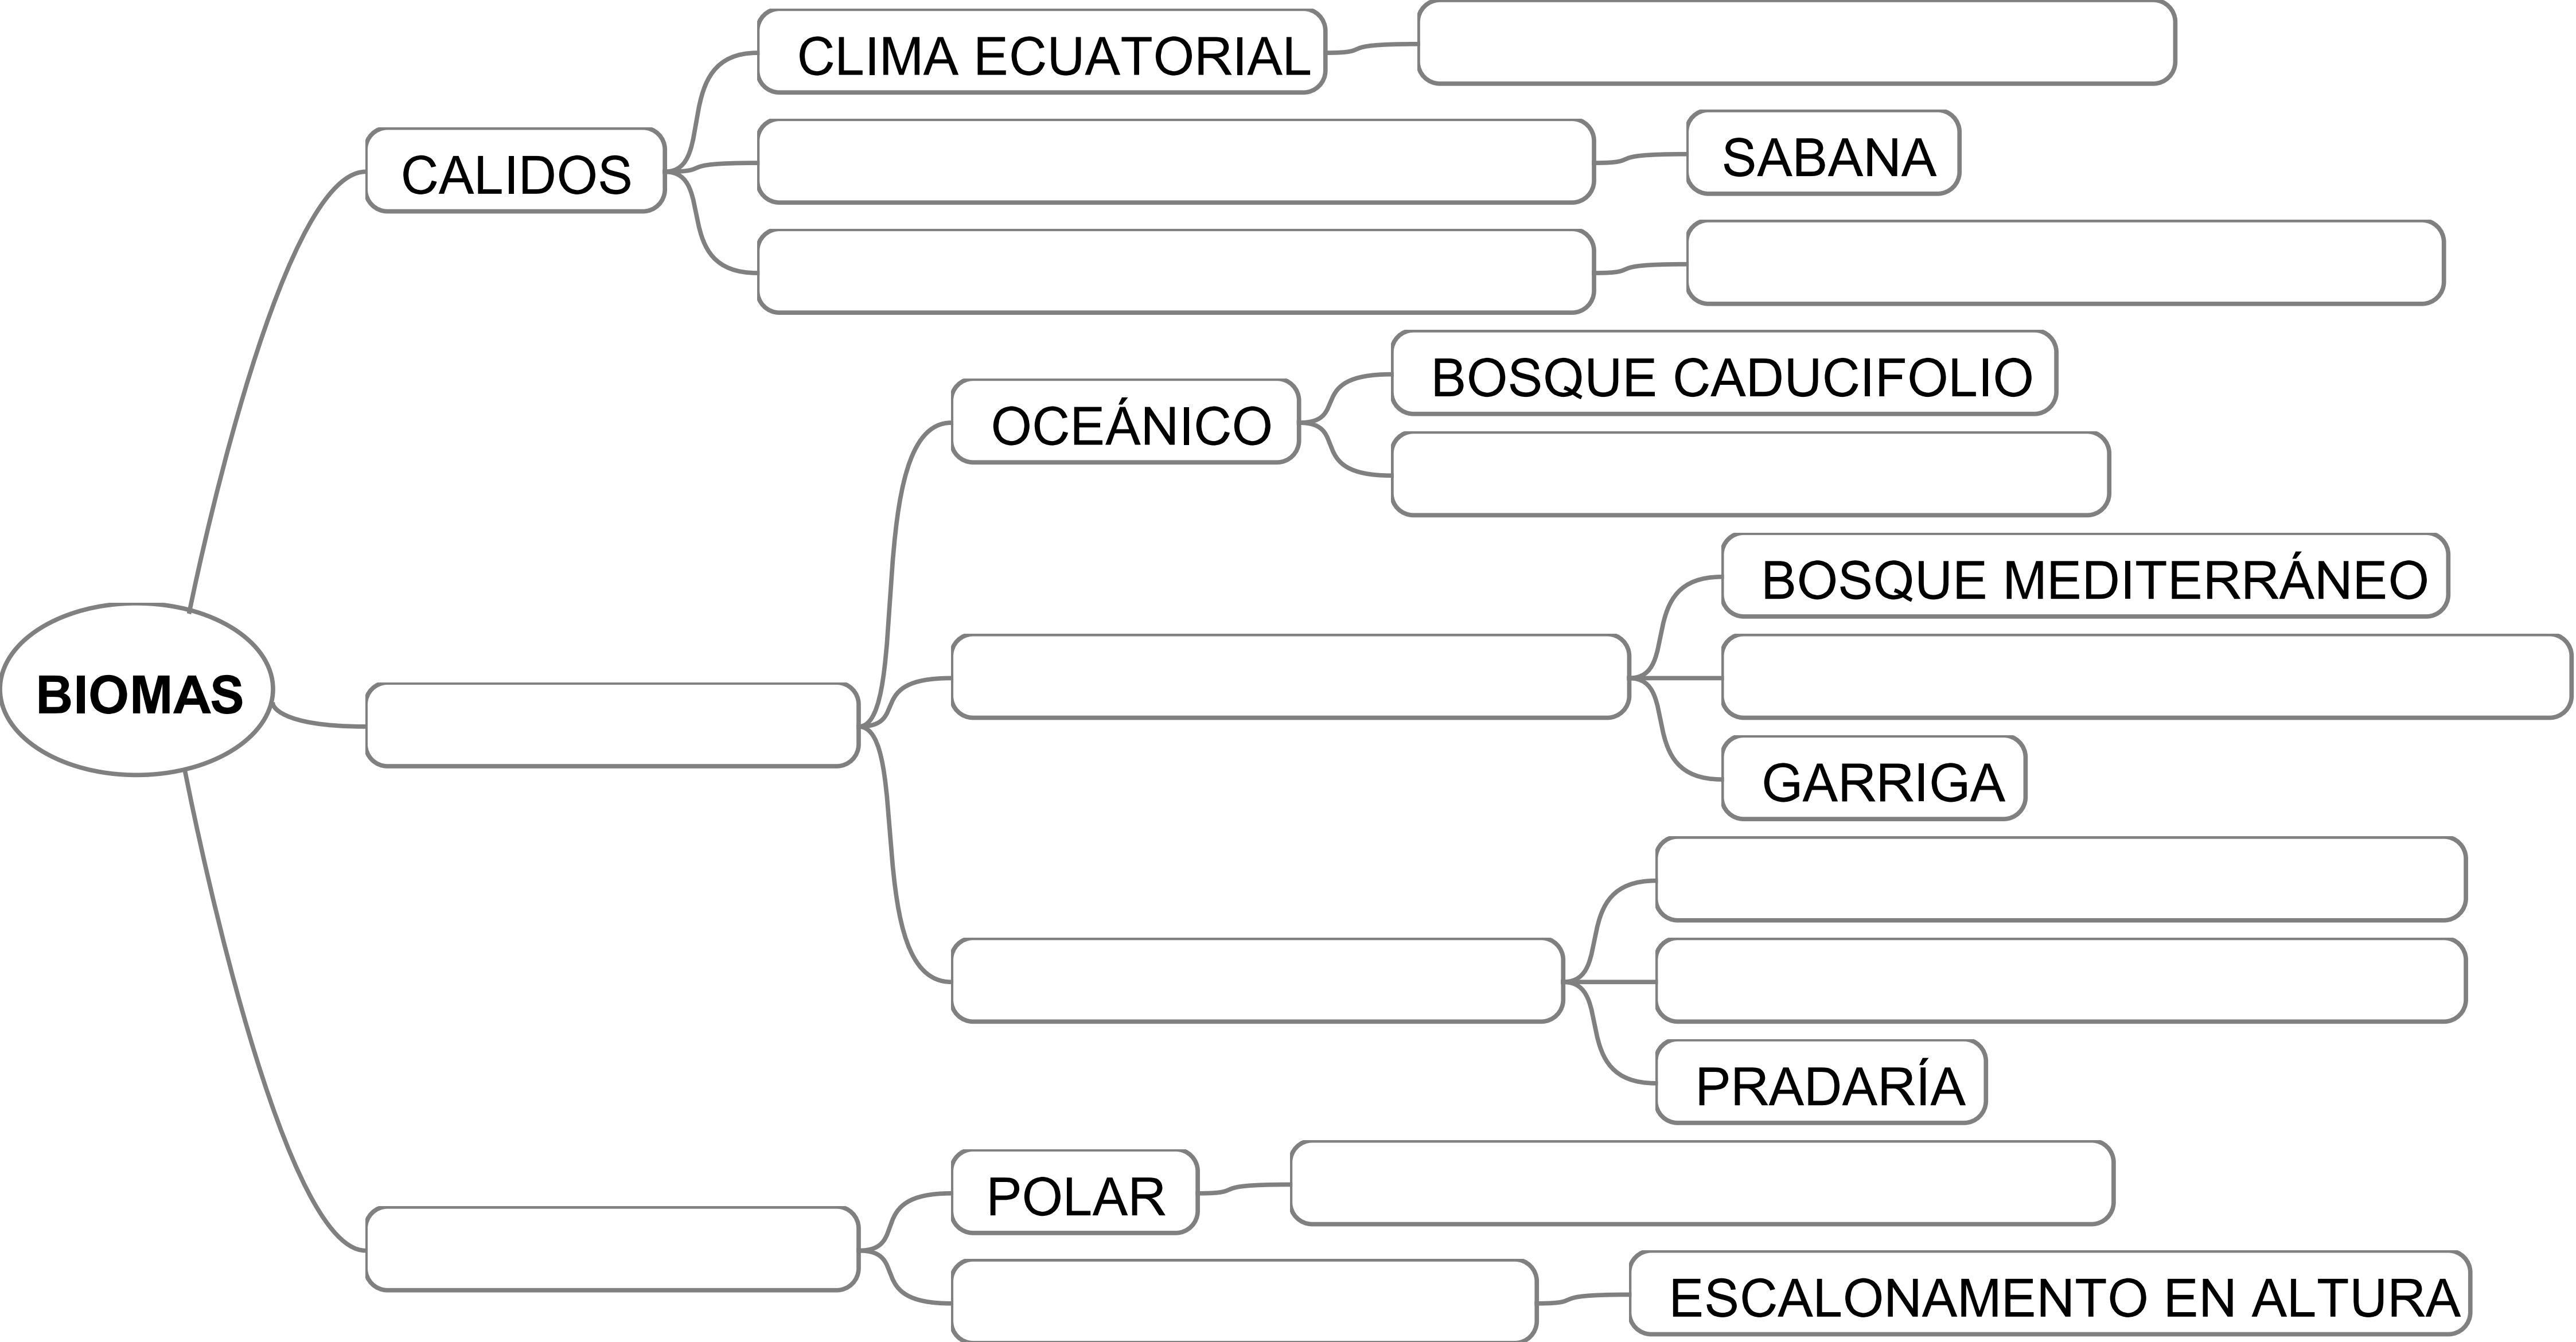 CLIMA ECUATORIAL
CALIDOS
SABANA
BOSQUE CADUCIFOLIO
OCEÁNICO
BOSQUE MEDITERRÁNEO
BIOMAS
GARRIGA
PRADARÍA
POLAR
ESCALONAMENTO EN ALTURA